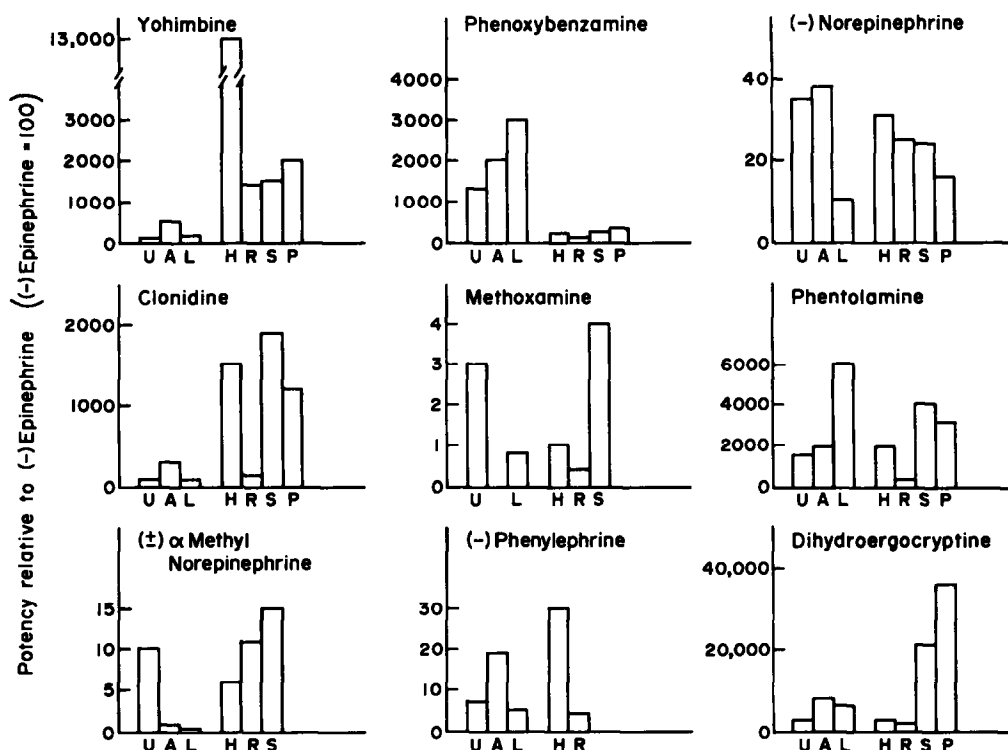 Potency relative to (-) Epinephrine ((-) Epinephrine = 100)
Yohimbine
13,000
3000
2000
1000
0
U A L H R S P
Phenoxybenzamine
4000
3000
2000
1000
0
U A L H R S P
(-) Norepinephrine
40
20
0
U A L H R S P
Clonidine
2000
1000
0
U A L H R S P
Methoxamine
4
3
2
1
0
U L H R S
Phentolamine
6000
4000
2000
0
U A L H R S P
(±) α Methyl
Norepinephrine
15
10
5
0
U A L H R S
(-) Phenylephrine
30
20
10
0
U A L H R
Dihydroergocryptine
40,000
20,000
0
U A L H R S P